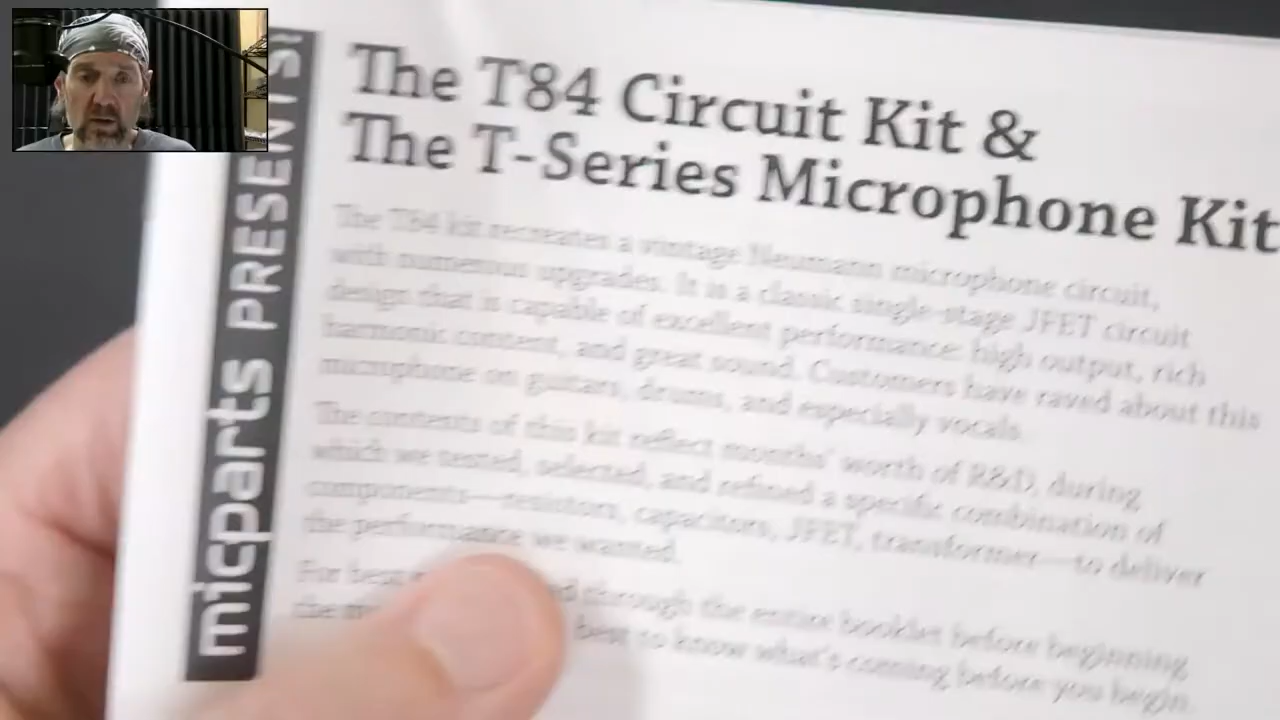 micparts PRESENTS
The T84 Circuit Kit &
The T-Series Microphone Kit
The T84 kit recreates a vintage Neumann microphone circuit,
with numerous upgrades. It is a classic single-stage JFET circuit
design that is capable of excellent performance: high output, rich
harmonic content, and great sound. Customers have raved about this
microphone on guitars, drums, and especially vocals.
The contents of this kit reflect months' worth of R&D, during
which we tested, selected, and refined a specific combination of
components—resistors, capacitors, JFET, transformer—to deliver
the performance we wanted.
For best through the entire booklet before beginning
the best to know what's coming before you begin.